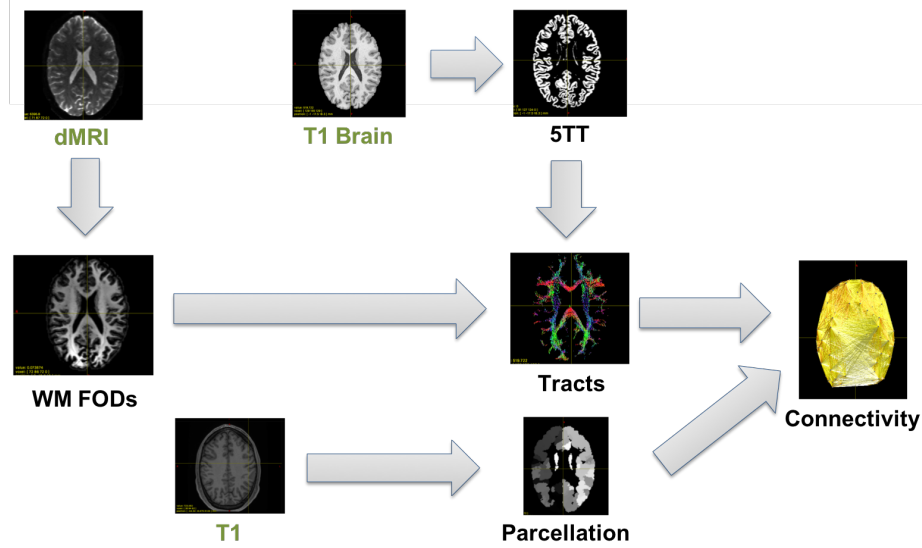 dMRI
T1 Brain
5TT
WM FODs
Tracts
Connectivity
T1
Parcellation